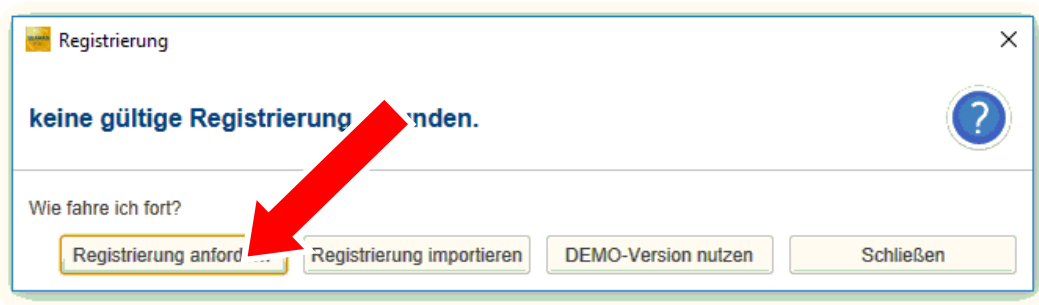 Registrierung
keine gültige Registrierung
Wie fahre ich fort?
Registrierung
Registrierung importieren
DEMO-Version nutzen
Schließen